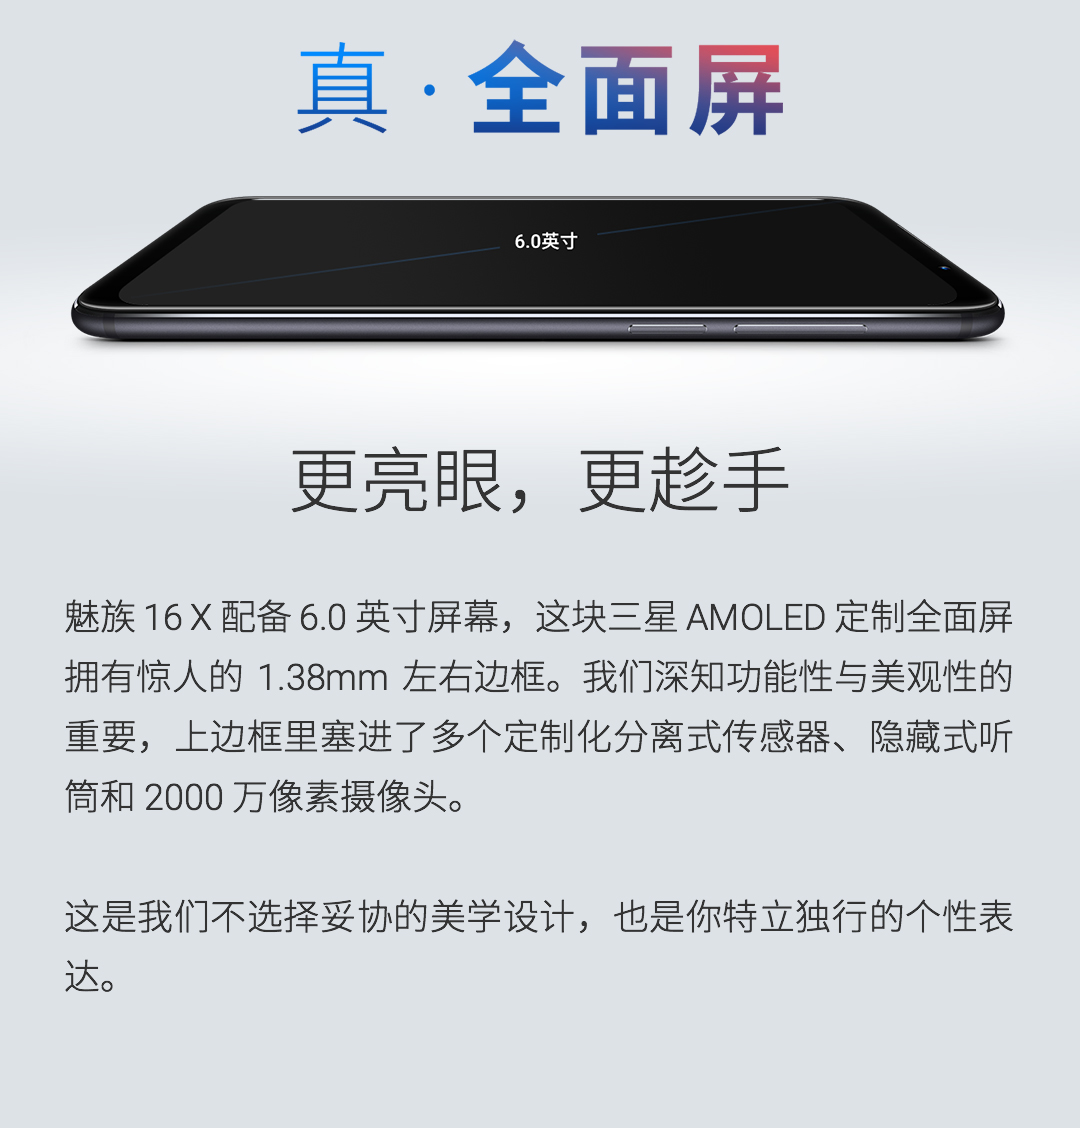 真·全面屏
6.0英寸
更亮眼，更趁手
魅族 16 X 配备 6.0 英寸屏幕，这块三星 AMOLED 定制全面屏
拥有惊人的 1.38mm 左右边框。我们深知功能性与美观性的
重要，上边框里塞进了多个定制化分离式传感器、隐藏式听
筒和 2000 万像素摄像头。
这是我们不选择妥协的美学设计，也是你特立独行的个性表
达。